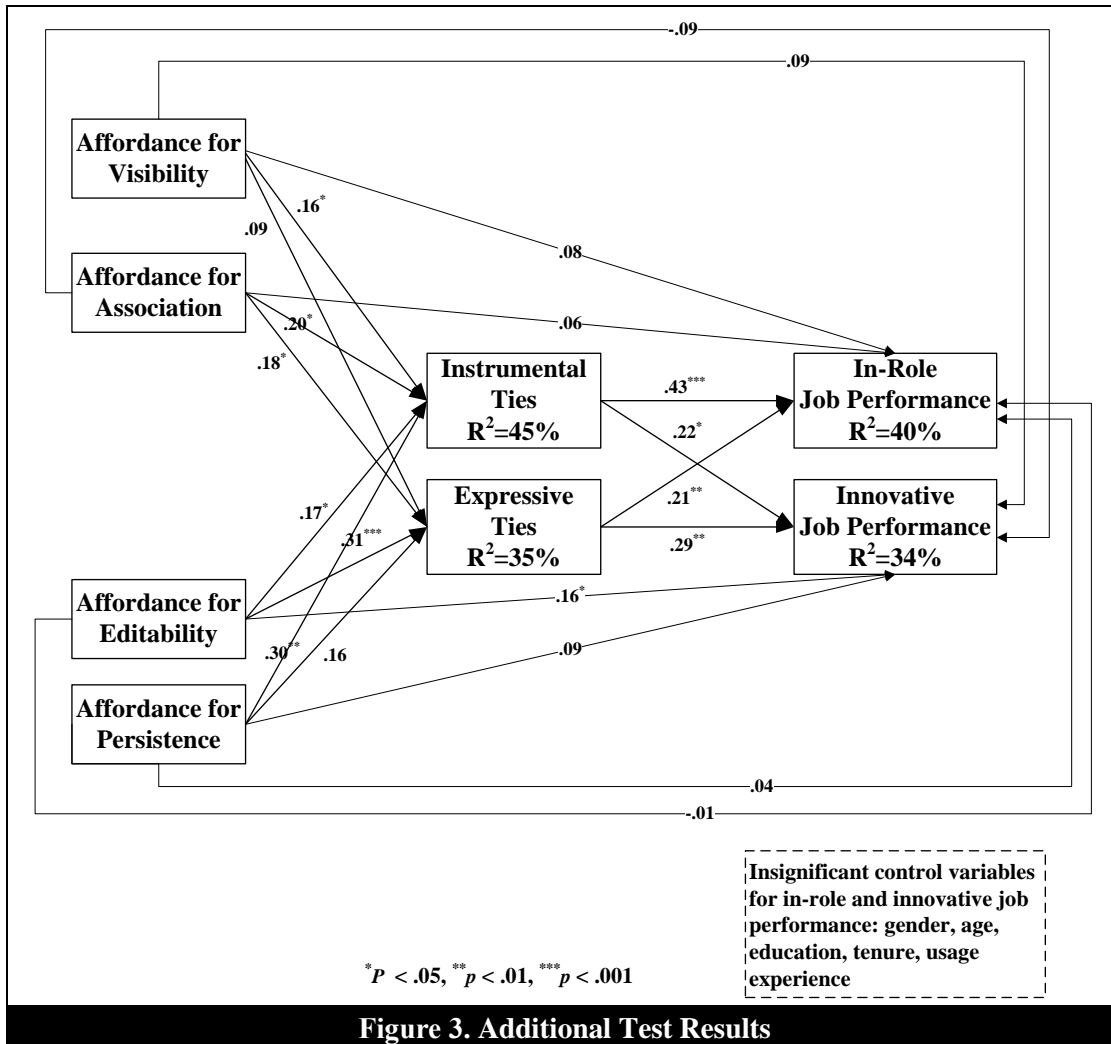 -.09
.09
Affordance for
Visibility
.16*
.09
.08
Affordance for
Association
.20*
.06
.18*
Instrumental
Ties
R²=45%
.43***
In-Role
Job Performance
R²=40%
.22*
Expressive
Ties
R²=35%
.21**
Innovative
Job Performance
R²=34%
.17*
.31***
.29**
Affordance for
Editability
.16*
.30**
.16
.09
Affordance for
Persistence
.04
-.01
Insignificant control variables
for in-role and innovative job
performance: gender, age,
education, tenure, usage
experience
*P < .05, **p < .01, ***p < .001
Figure 3. Additional Test Results